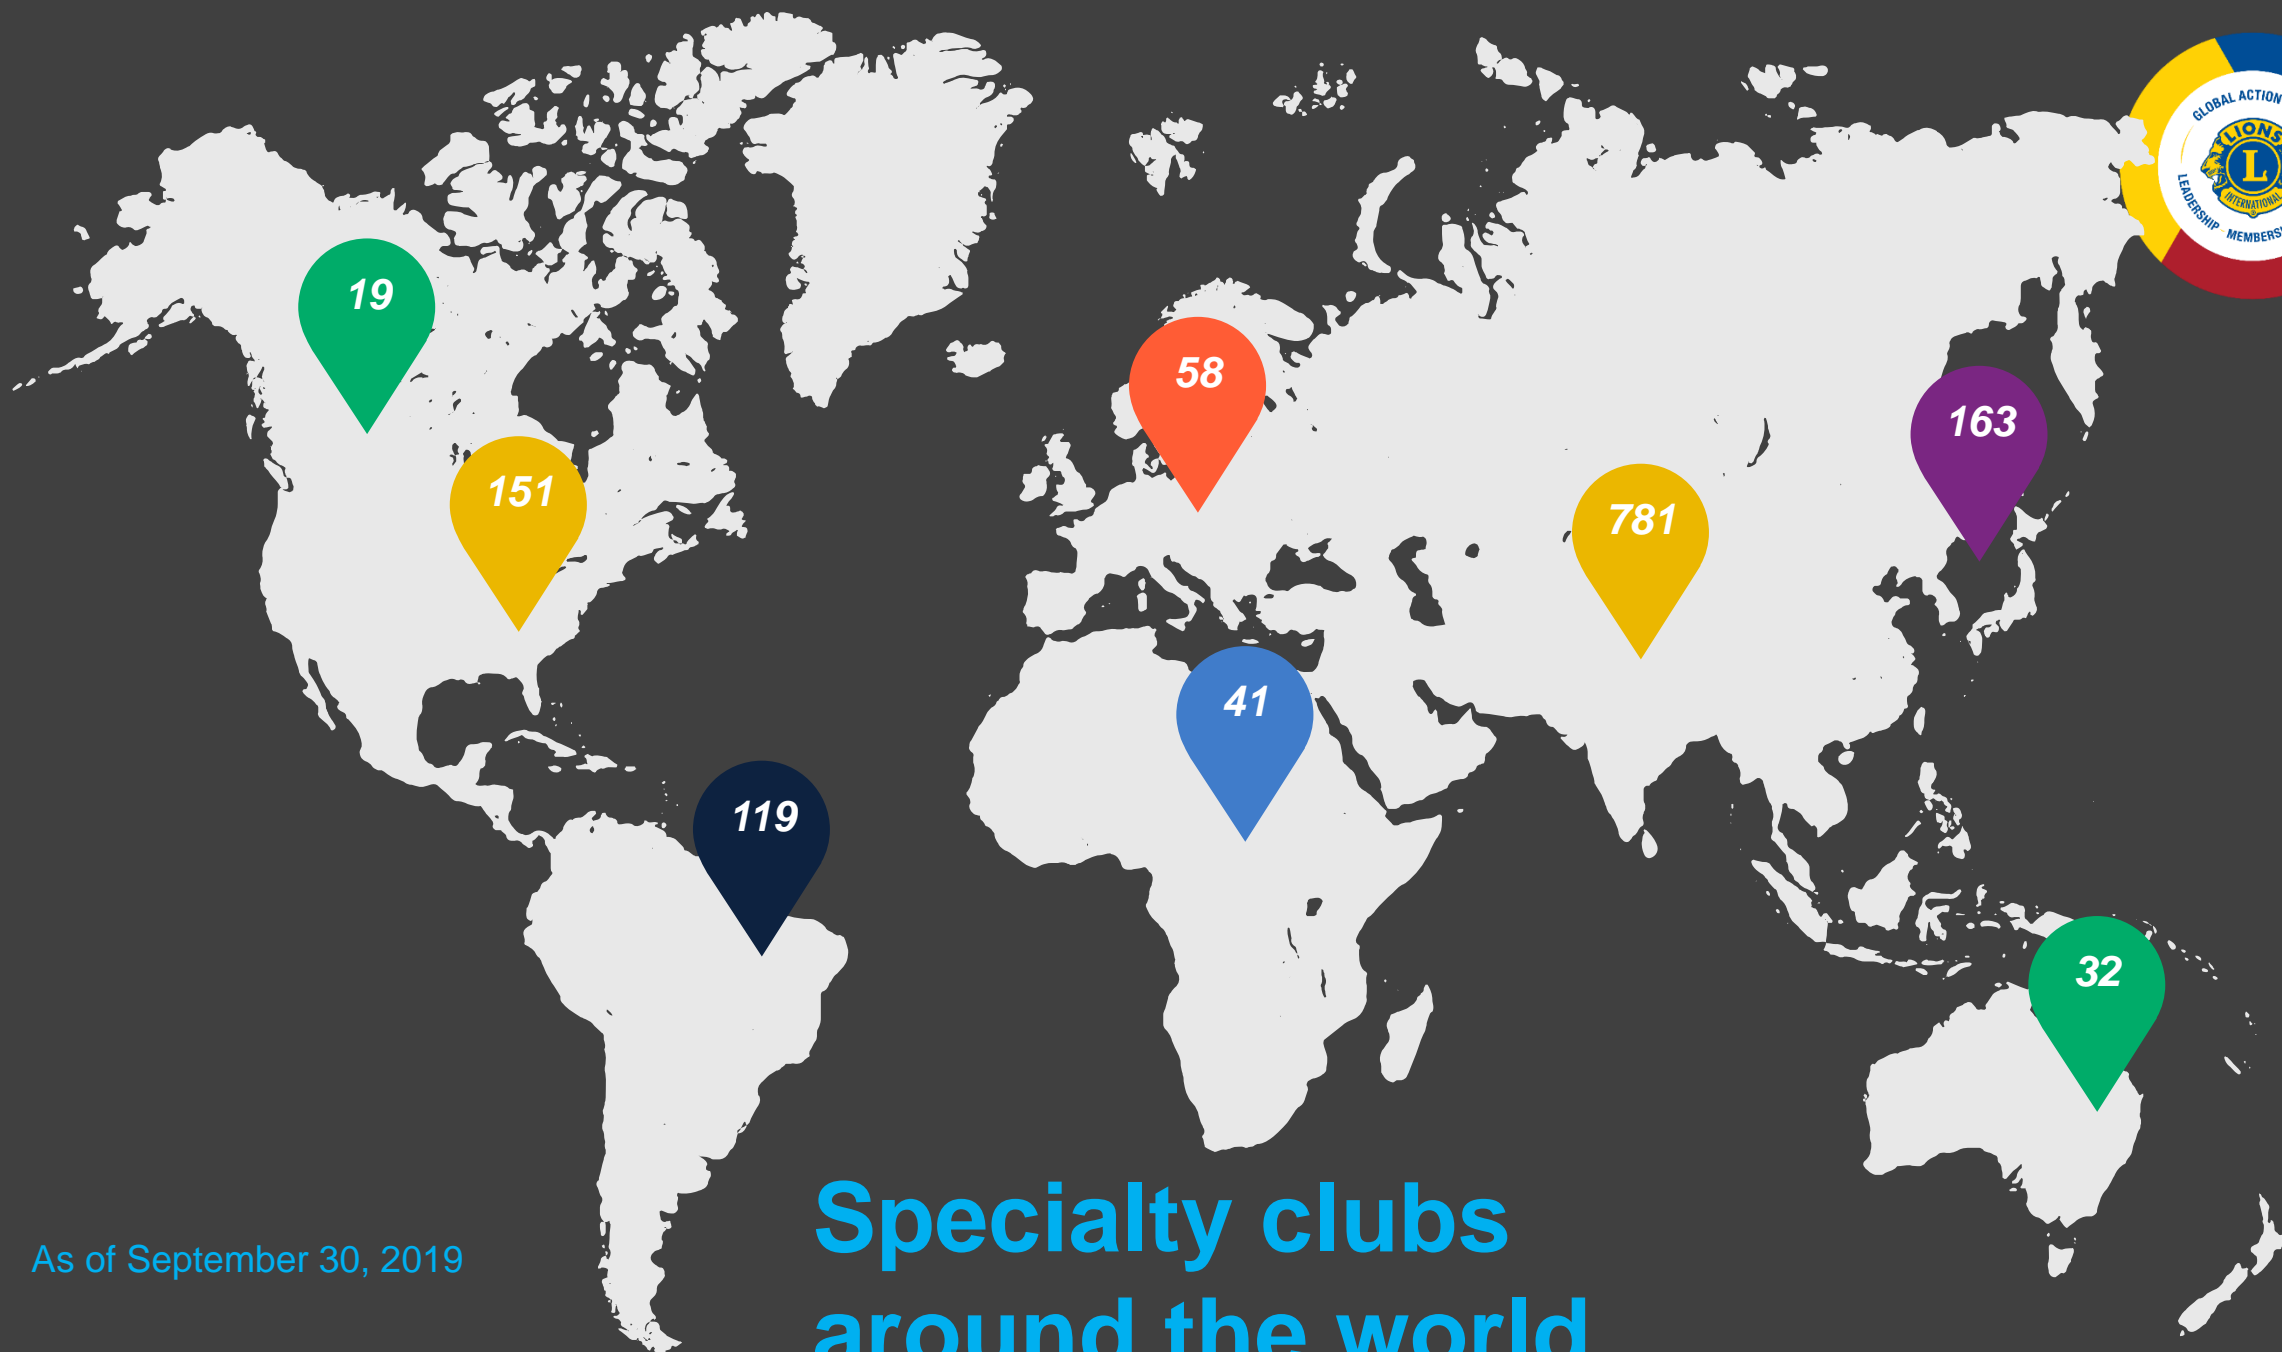 GLOBAL ACTION
LIONS
L
INTERNATIONAL
®
LEADERSHIP · MEMBERS
19
58
163
151
781
41
119
32
Specialty clubs
around the world
As of September 30, 2019